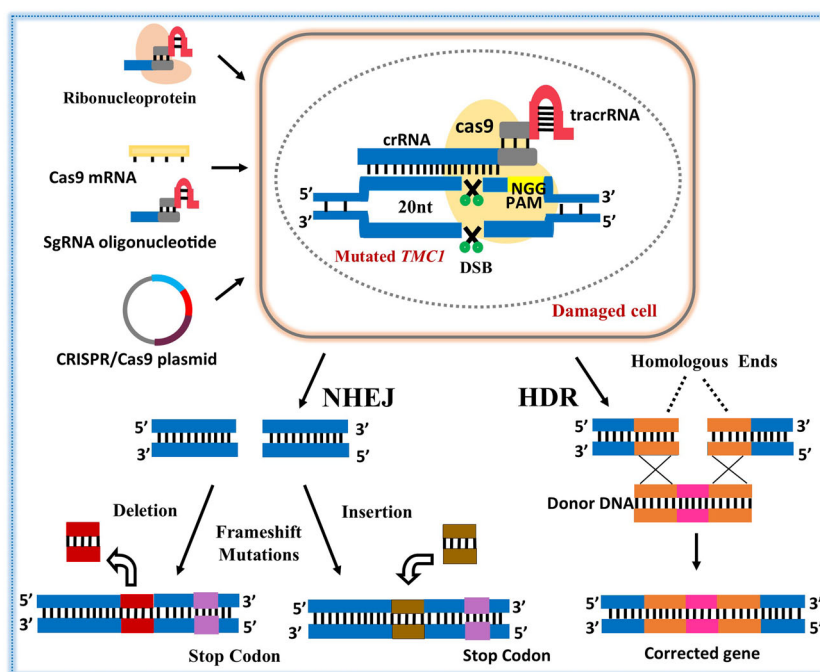 Ribonucleoprotein
Cas9 mRNA
SgRNA oligonucleotide
CRISPR/Cas9 plasmid
cas9
tracrRNA
crRNA
NGG
PAM
5’
3’
20nt
3’
5’
Mutated TMC1
DSB
Damaged cell
NHEJ
HDR
Homologous Ends
5’
3’
3’
5’
5’
3’
3’
5’
Donor DNA
Deletion
Insertion
Frameshift
Mutations
5’
3’
3’
5’
Stop Codon
5’
3’
3’
5’
Stop Codon
5’
3’
3’
5’
Corrected gene